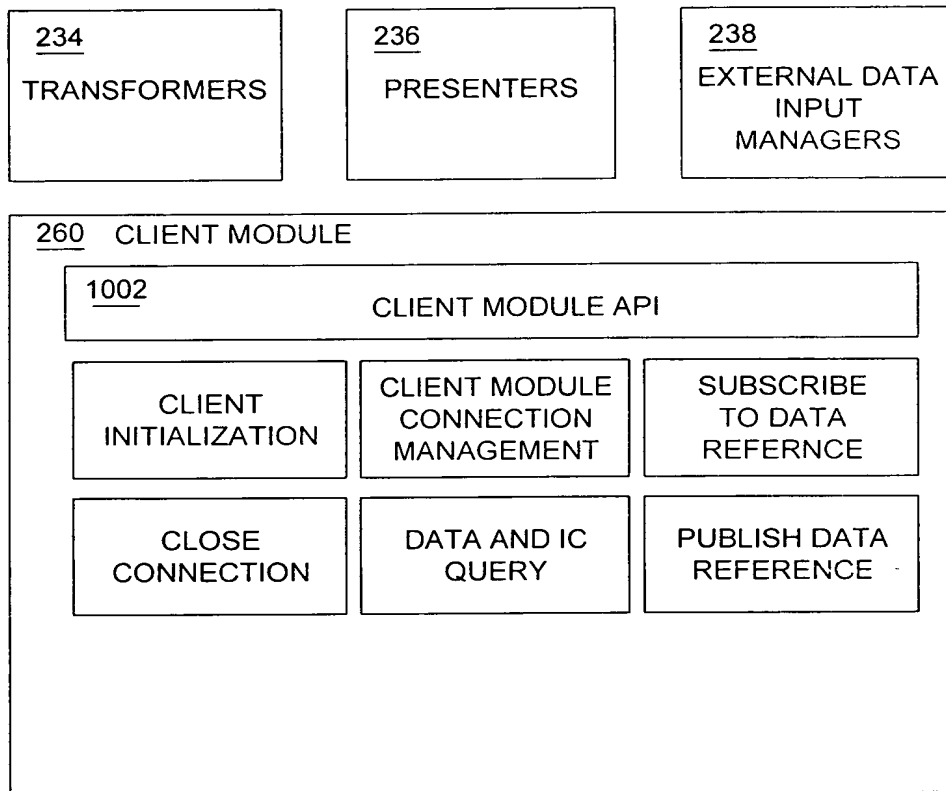 234
TRANSFORMERS
236
PRESENTERS
238
EXTERNAL DATA
INPUT
MANAGERS
260 CLIENT MODULE
1002
CLIENT MODULE API
CLIENT
INITIALIZATION
CLIENT MODULE
CONNECTION
MANAGEMENT
SUBSCRIBE
TO DATA
REFERNCE
CLOSE
CONNECTION
DATA AND IC
QUERY
PUBLISH DATA
REFERENCE